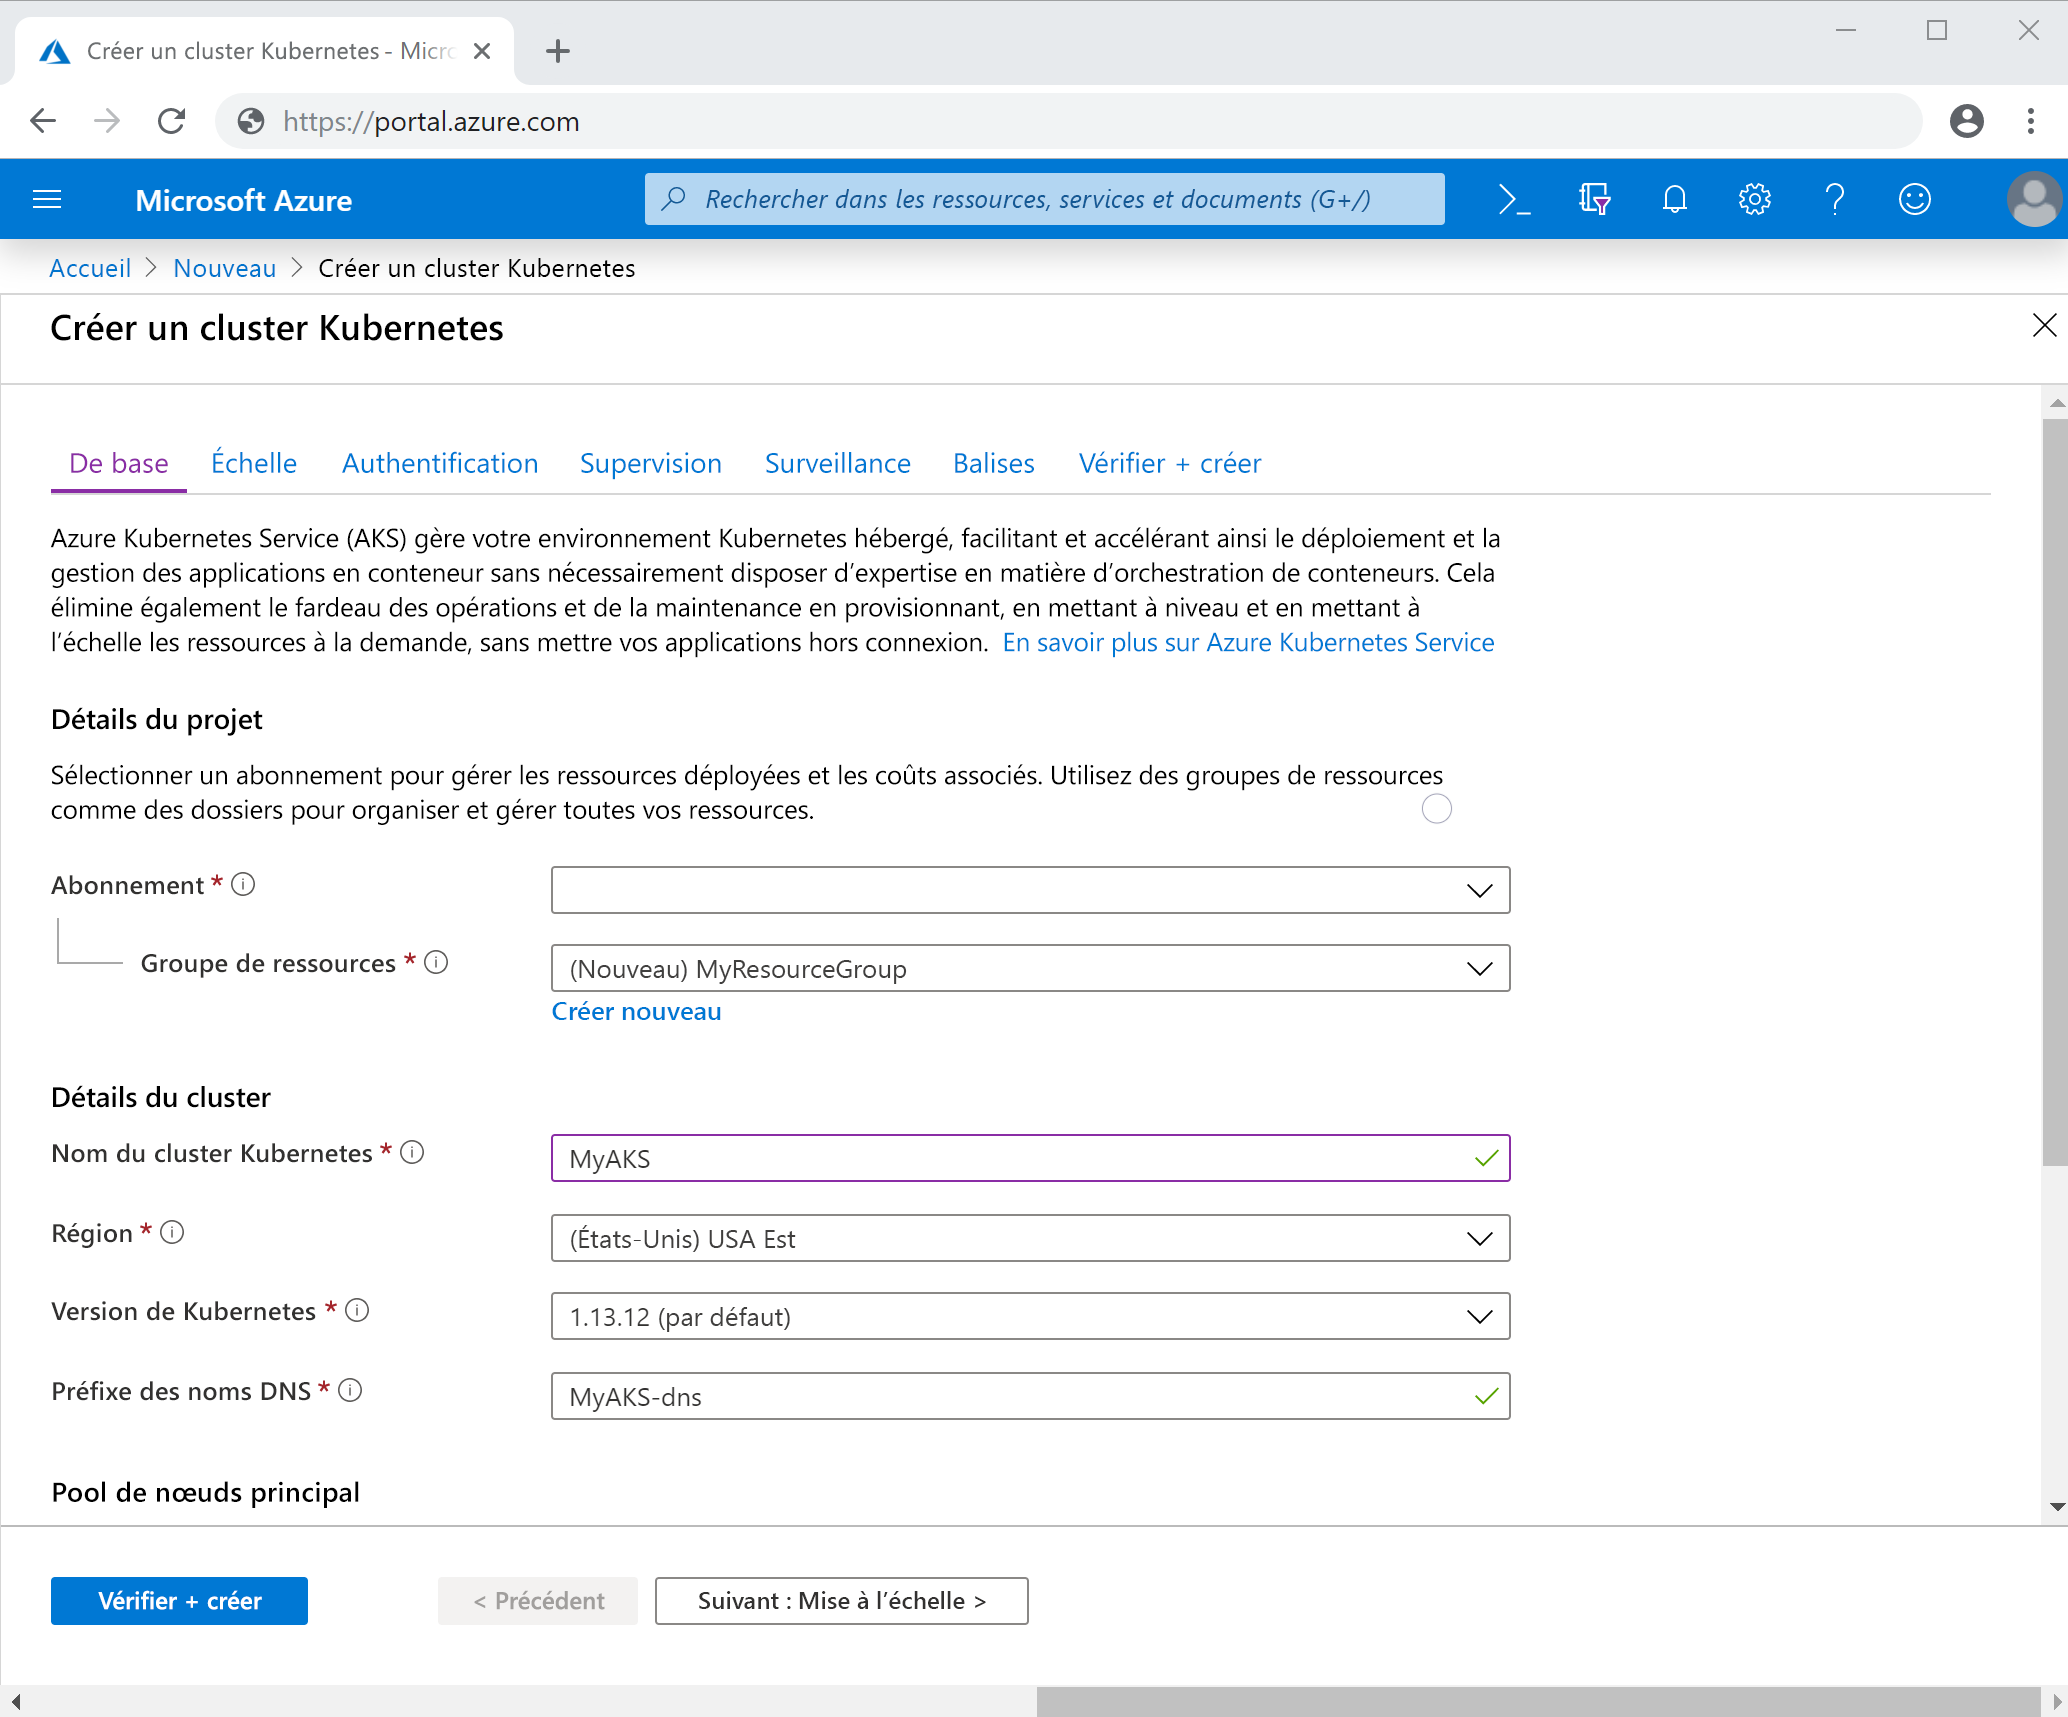 Créer un cluster Kubernetes - Micro
https://portal.azure.com
Microsoft Azure
Rechercher dans les ressources, services et documents (G+/)
Accueil > Nouveau > Créer un cluster Kubernetes
Créer un cluster Kubernetes
De base Échelle Authentification Supervision Surveillance Balises Vérifier + créer
Azure Kubernetes Service (AKS) gère votre environnement Kubernetes hébergé, facilitant et accélérant ainsi le déploiement et la
gestion des applications en conteneur sans nécessairement disposer d’expertise en matière d’orchestration de conteneurs. Cela
élimine également le fardeau des opérations et de la maintenance en provisionnant, en mettant à niveau et en mettant à
l’échelle les ressources à la demande, sans mettre vos applications hors connexion. En savoir plus sur Azure Kubernetes Service
Détails du projet
Sélectionner un abonnement pour gérer les ressources déployées et les coûts associés. Utilisez des groupes de ressources
comme des dossiers pour organiser et gérer toutes vos ressources.
Abonnement *
Groupe de ressources * (Nouveau) MyResourceGroup
Créer nouveau
Détails du cluster
Nom du cluster Kubernetes * MyAKS
Région * (États-Unis) USA Est
Version de Kubernetes * 1.13.12 (par défaut)
Préfixe des noms DNS * MyAKS-dns
Pool de nœuds principal
Vérifier + créer < Précédent Suivant : Mise à l’échelle >